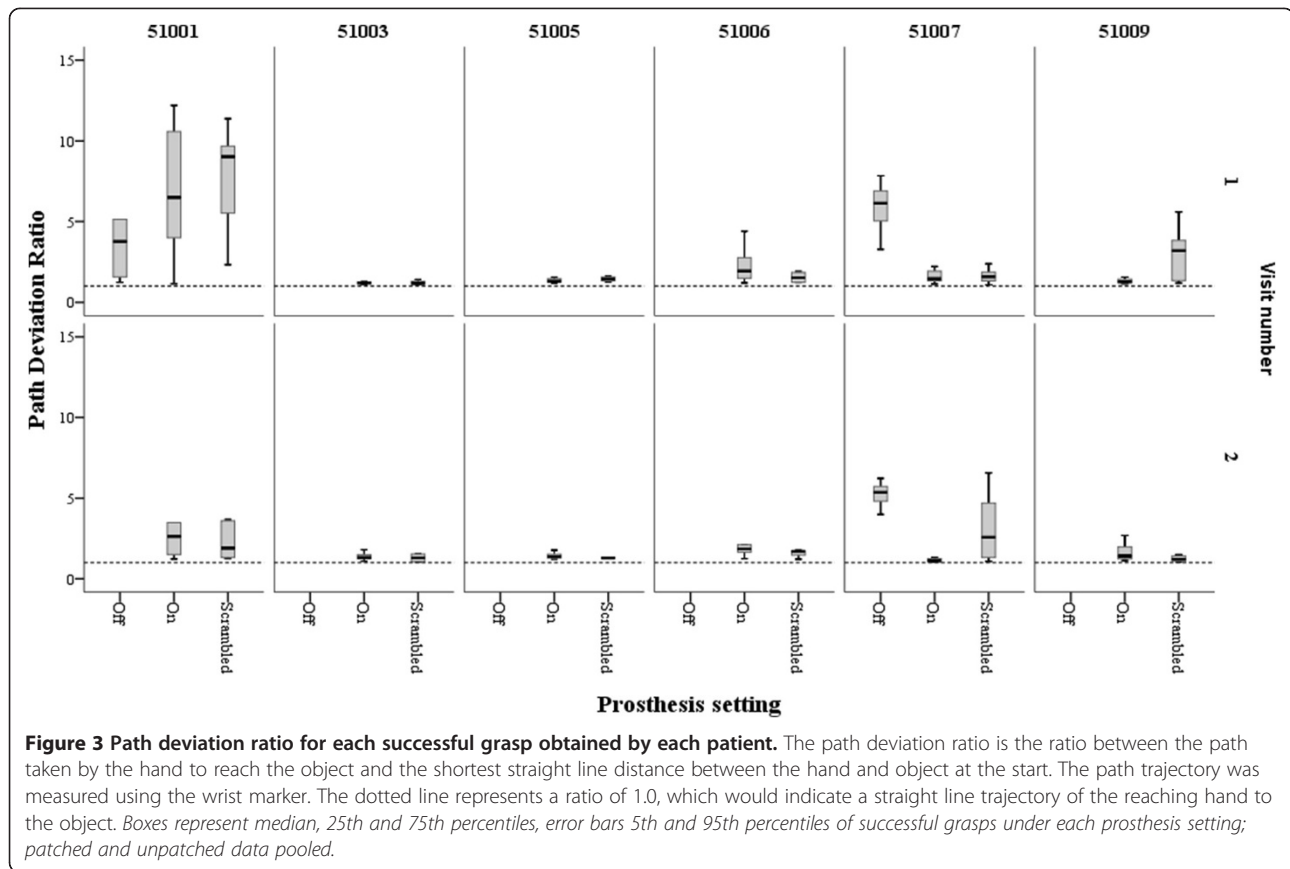 51001 51003 51005 51006 51007 51009
15
10
5
0
1
15
10
5
0
2
Path Deviation Ratio
Visit number
Off On Scrambled Off On Scrambled Off On Scrambled Off On Scrambled Off On Scrambled Off On Scrambled
Prosthesis setting
Figure 3 Path deviation ratio for each successful grasp obtained by each patient. The path deviation ratio is the ratio between the path
taken by the hand to reach the object and the shortest straight line distance between the hand and object at the start. The path trajectory was
measured using the wrist marker. The dotted line represents a ratio of 1.0, which would indicate a straight line trajectory of the reaching hand to
the object. Boxes represent median, 25th and 75th percentiles, error bars 5th and 95th percentiles of successful grasps under each prosthesis setting;
patched and unpatched data pooled.